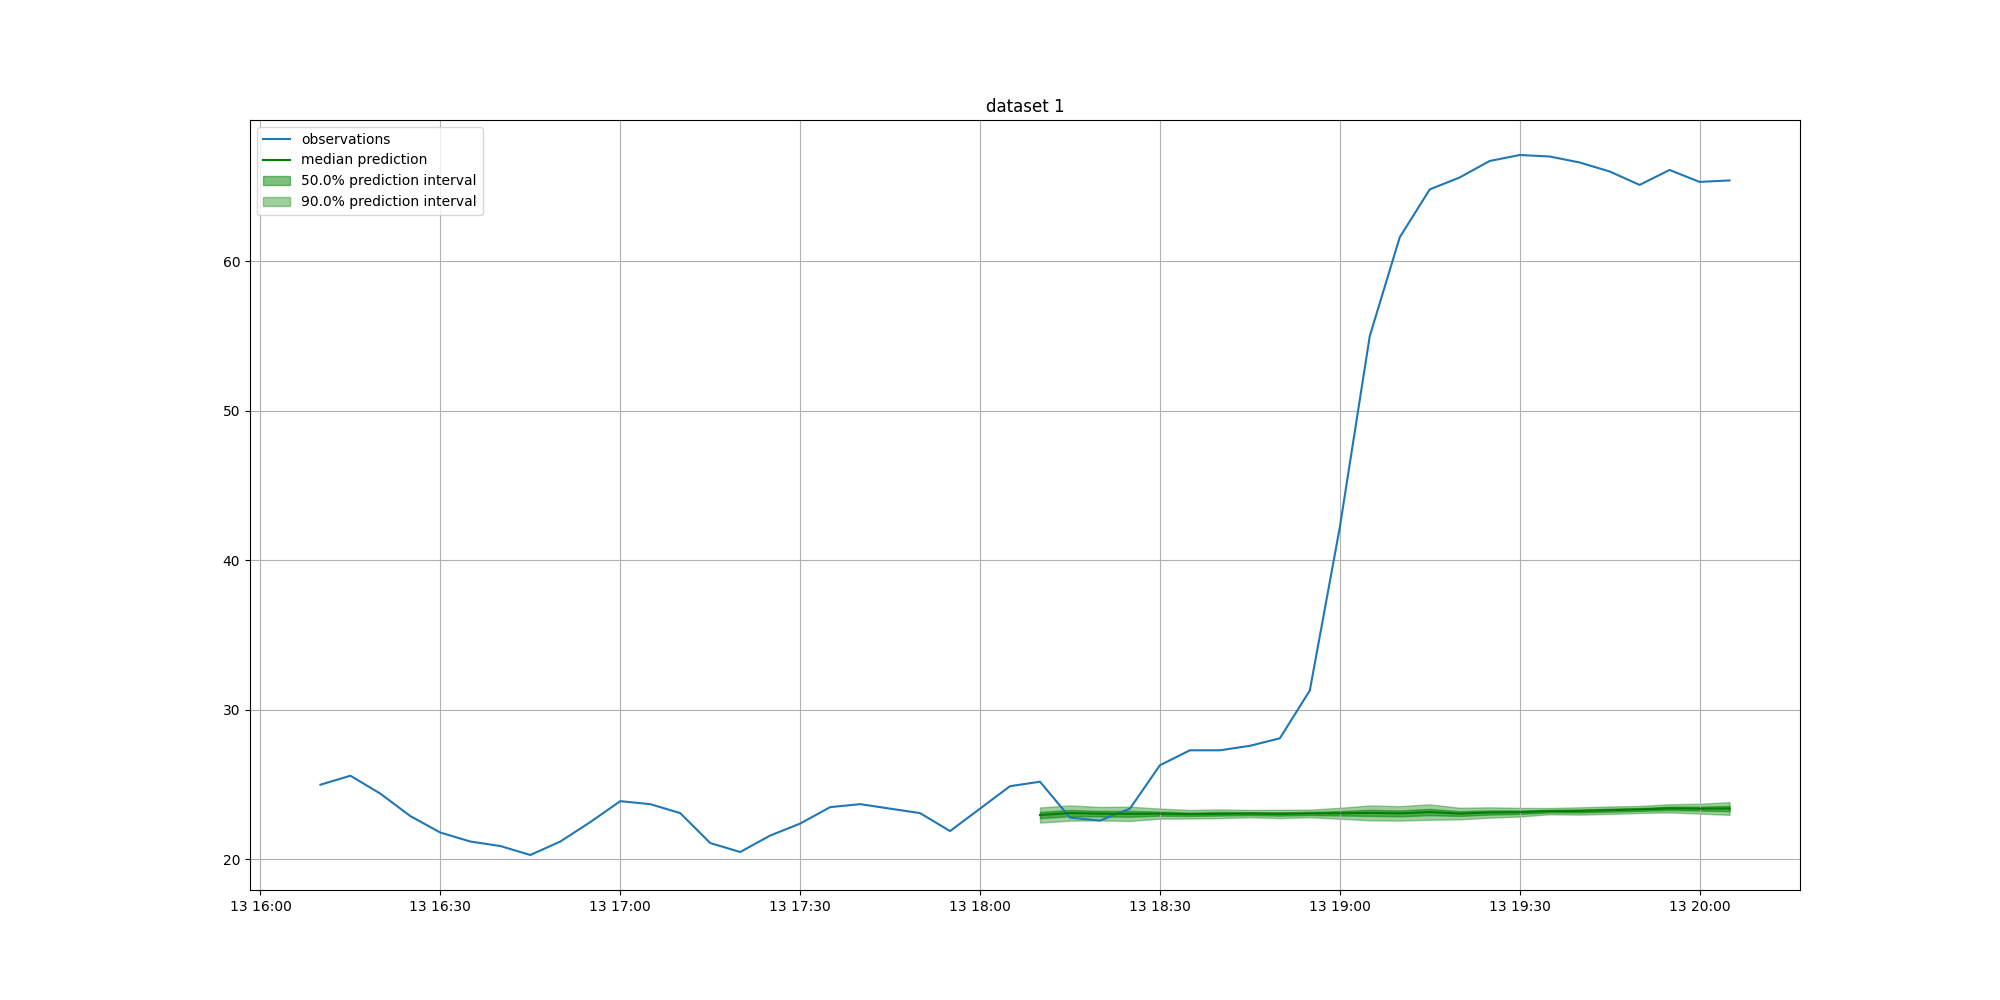 dataset 1
observations
median prediction
50.0% prediction interval
90.0% prediction interval
60
50
40
30
20
13 16:00 13 16:30 13 17:00 13 17:30 13 18:00 13 18:30 13 19:00 13 19:30 13 20:00